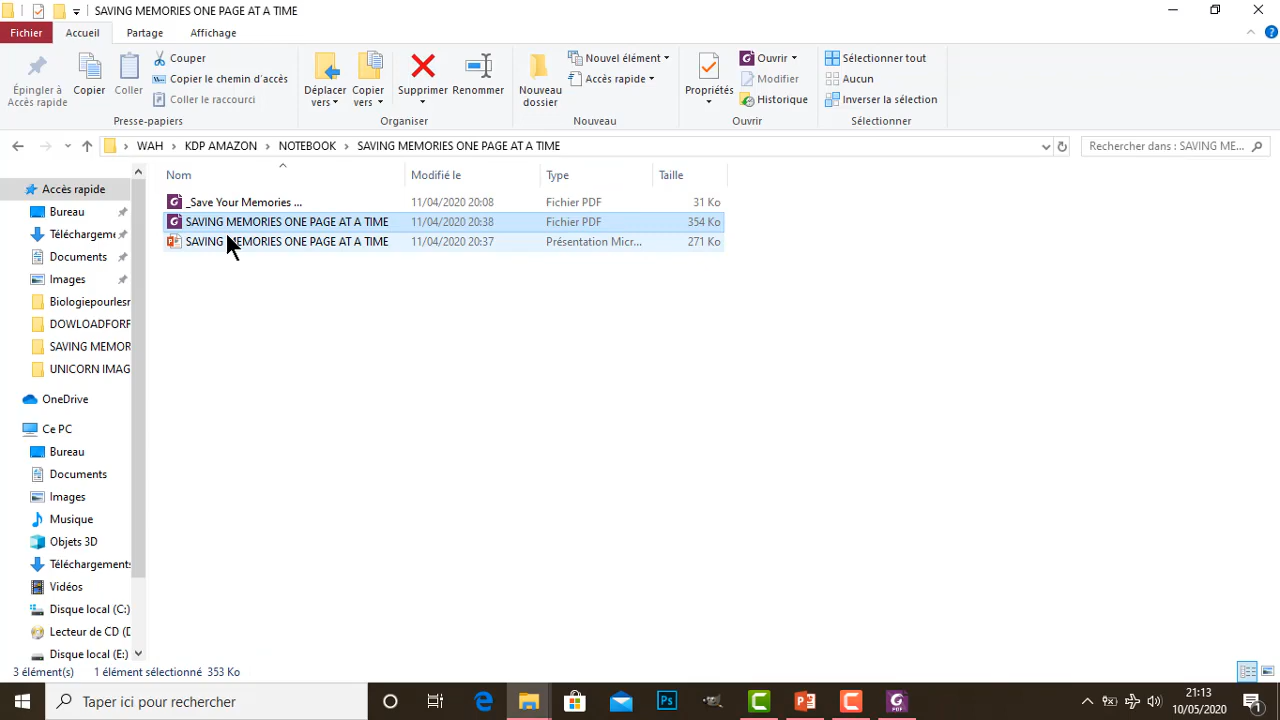 SAVING MEMORIES ONE PAGE AT A TIME
Fichier Accueil Partage Affichage
Épingler à Accès rapide
Copier
Coller
Couper
Copier le chemin d'accès
Coller le raccourci
Presse-papiers
Déplacer vers
Copier vers
Supprimer
Renommer
Organiser
Nouveau dossier
Nouvel élément
Accès rapide
Nouveau
Propriétés
Ouvrir
Modifier
Historique
Ouvrir
Sélectionner tout
Aucun
Inverser la sélection
Sélectionner
WAH KDP AMAZON NOTEBOOK SAVING MEMORIES ONE PAGE AT A TIME
Rechercher dans : SAVING ME...
Nom Modifié le Type Taille
_Save Your Memories ... 11/04/2020 20:08 Fichier PDF 31 Ko
SAVING MEMORIES ONE PAGE AT A TIME 11/04/2020 20:38 Fichier PDF 354 Ko
SAVING MEMORIES ONE PAGE AT A TIME 11/04/2020 20:37 Présentation Micr... 271 Ko
Accès rapide
Bureau
Téléchargeme
Documents
Images
Biologiepourlesr
DOWLOADFORF
SAVING MEMOR
UNICORN IMAG
OneDrive
Ce PC
Bureau
Documents
Images
Musique
Objets 3D
Téléchargements
Vidéos
Disque local (C:)
Lecteur de CD (D
Disque local (E:)
3 élément(s) 1 élément sélectionné 353 Ko
Taper ici pour rechercher
Ps
21:13
10/05/2020
1